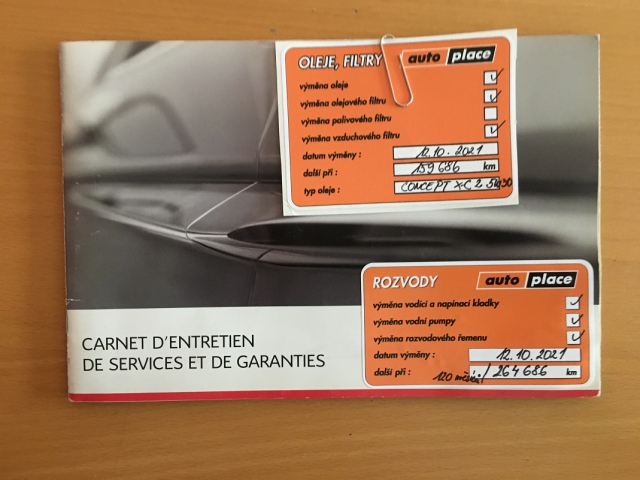 OLEJE, FILTRY auto place
výměna oleje
výměna olejového filtru
výměna palivového filtru
výměna vzduchového filtru
datum výměny : 12.10.2021
další při : 159 686 km
typ oleje : CONCEPT X-C 2 5W30
ROZVODY auto place
výměna vodící a napínací kladky
výměna vodní pumpy
výměna rozvodového řemenu
datum výměny : 12.10.2021
další při : 120 měsíců / 264 686 km
CARNET D'ENTRETIEN
DE SERVICES ET DE GARANTIES